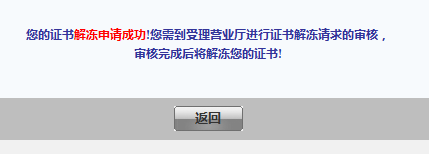 您的证书解冻申请成功!您需到受理营业厅进行证书解冻请求的审核，
审核完成后将解冻您的证书!
返回